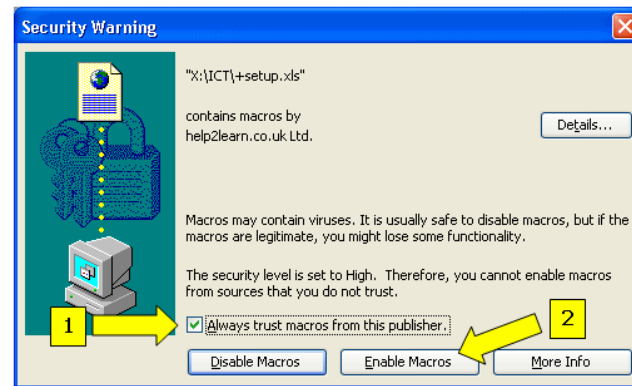 Security Warning
"X:\ICT\+setup.xls"
contains macros by
help2learn.co.uk Ltd.
Details...
Macros may contain viruses. It is usually safe to disable macros, but if the
macros are legitimate, you might lose some functionality.
The security level is set to High. Therefore, you cannot enable macros
from sources that you do not trust.
1
Always trust macros from this publisher.
2
Disable Macros
Enable Macros
More Info